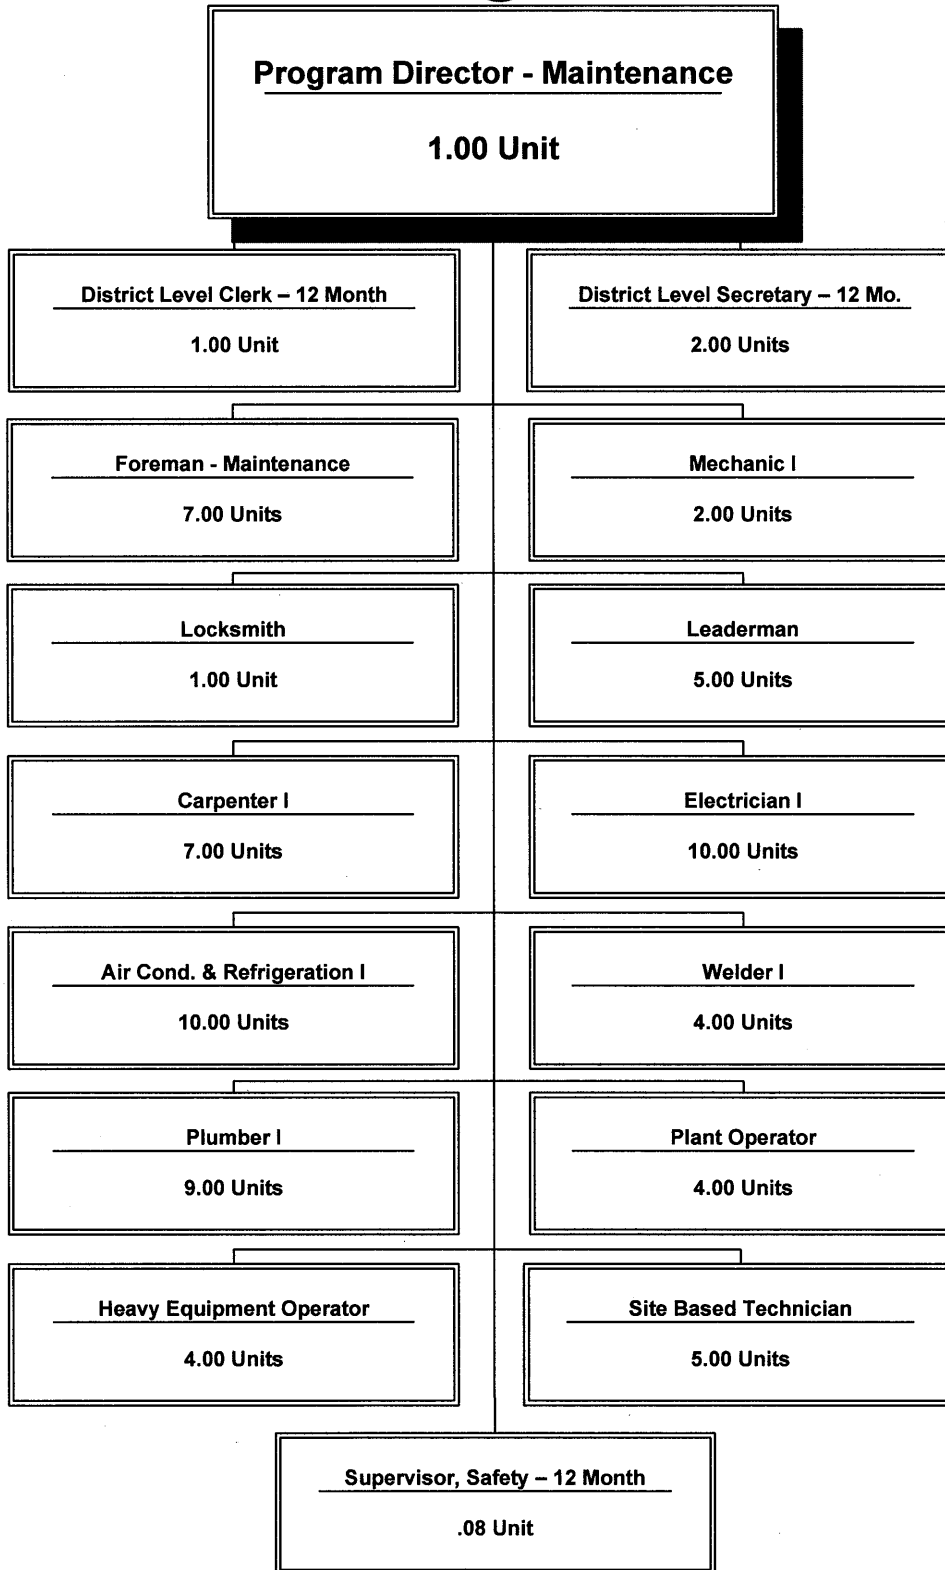 Program Director - Maintenance
1.00 Unit
District Level Clerk – 12 Month
1.00 Unit
District Level Secretary – 12 Mo.
2.00 Units
Foreman - Maintenance
7.00 Units
Mechanic I
2.00 Units
Locksmith
1.00 Unit
Leaderman
5.00 Units
Carpenter I
7.00 Units
Electrician I
10.00 Units
Air Cond. & Refrigeration I
10.00 Units
Welder I
4.00 Units
Plumber I
9.00 Units
Plant Operator
4.00 Units
Heavy Equipment Operator
4.00 Units
Site Based Technician
5.00 Units
Supervisor, Safety – 12 Month
.08 Unit